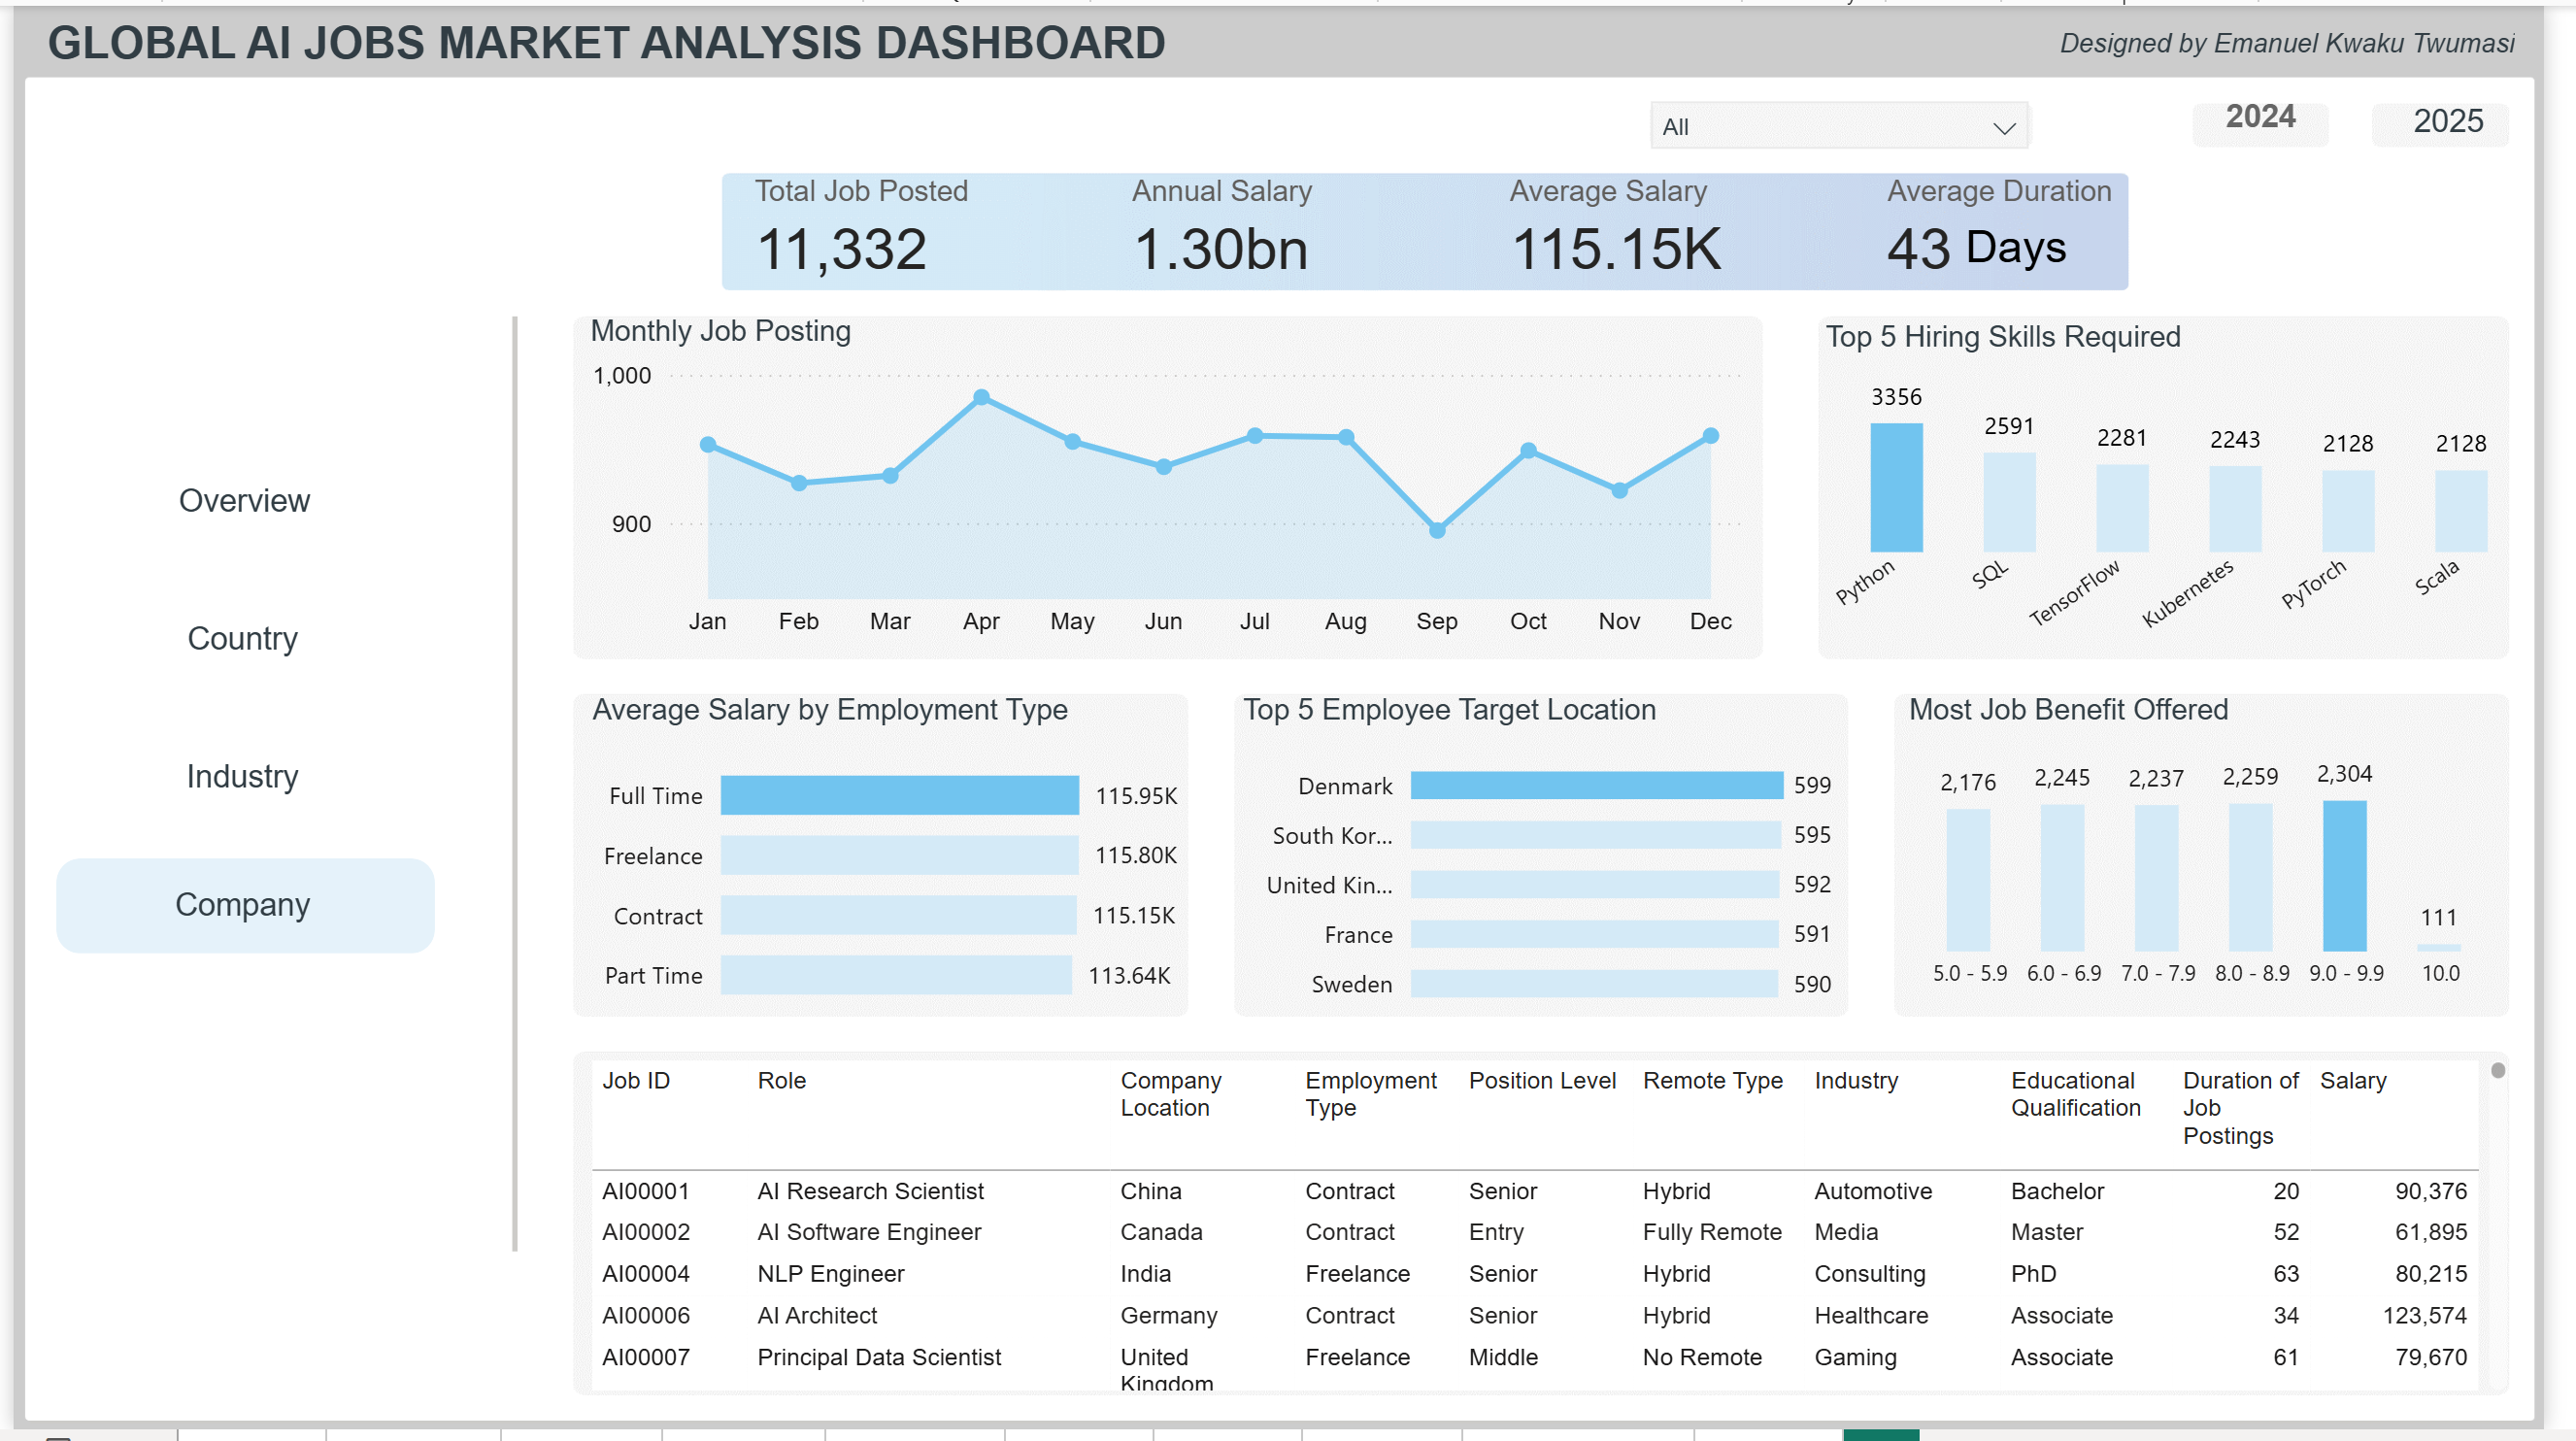 GLOBAL AI JOBS MARKET ANALYSIS DASHBOARD
Designed by Emanuel Kwaku Twumasi
All
2024
2025
Total Job Posted
Annual Salary
Average Salary
Average Duration
11,332
1.30bn
115.15K
43 Days
Overview
Country
Industry
Company
Monthly Job Posting
1,000
900
Jan Feb Mar Apr May Jun Jul Aug Sep Oct Nov Dec
Top 5 Hiring Skills Required
3356 2591 2281 2243 2128 2128
Python SQL TensorFlow Kubernetes PyTorch Scala
Average Salary by Employment Type
Full Time 115.95K
Freelance 115.80K
Contract 115.15K
Part Time 113.64K
Top 5 Employee Target Location
Denmark 599
South Kor... 595
United Kin... 592
France 591
Sweden 590
Most Job Benefit Offered
2,176 2,245 2,237 2,259 2,304 111
5.0 - 5.9 6.0 - 6.9 7.0 - 7.9 8.0 - 8.9 9.0 - 9.9 10.0
Job ID Role Company Employment Position Level Remote Type Industry Educational Duration of Salary
Location Type Qualification Job
Postings
AI00001 AI Research Scientist China Contract Senior Hybrid Automotive Bachelor 20 90,376
AI00002 AI Software Engineer Canada Contract Entry Fully Remote Media Master 52 61,895
AI00004 NLP Engineer India Freelance Senior Hybrid Consulting PhD 63 80,215
AI00006 AI Architect Germany Contract Senior Hybrid Healthcare Associate 34 123,574
AI00007 Principal Data Scientist United Freelance Middle No Remote Gaming Associate 61 79,670
Kingdom